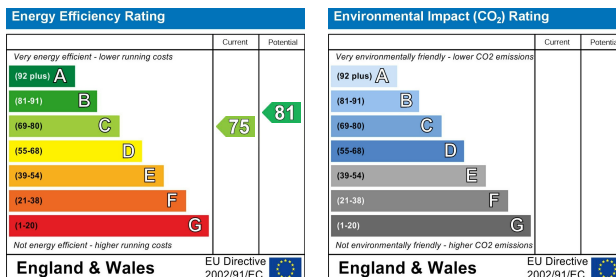 Energy Efficiency Rating
Current Potential
Very energy efficient - lower running costs
(92 plus) A
(81-91) B
(69-80) C
(55-68) D
(39-54) E
(21-38) F
(1-20) G
75
81
Not energy efficient - higher running costs
England & Wales
EU Directive
2002/91/EC
Environmental Impact (CO₂) Rating
Current Potential
Very environmentally friendly - lower CO2 emissions
(92 plus) A
(81-91) B
(69-80) C
(55-68) D
(39-54) E
(21-38) F
(1-20) G
Not environmentally friendly - higher CO2 emissions
England & Wales
EU Directive
2002/91/EC